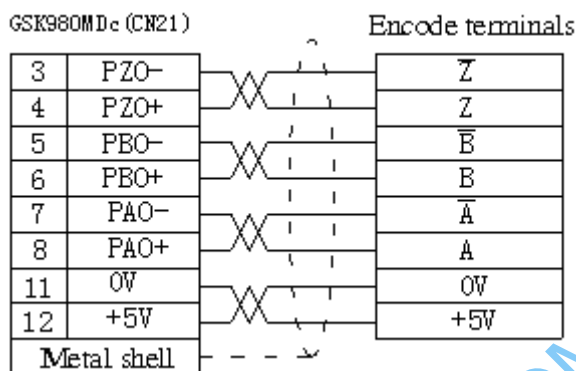 GSK980MDc(CN21) Encode terminals
3 PZO- Z̅
4 PZO+ Z
5 PBO- B̅
6 PBO+ B
7 PAO- A̅
8 PAO+ A
11 0V 0V
12 +5V +5V
Metal shell